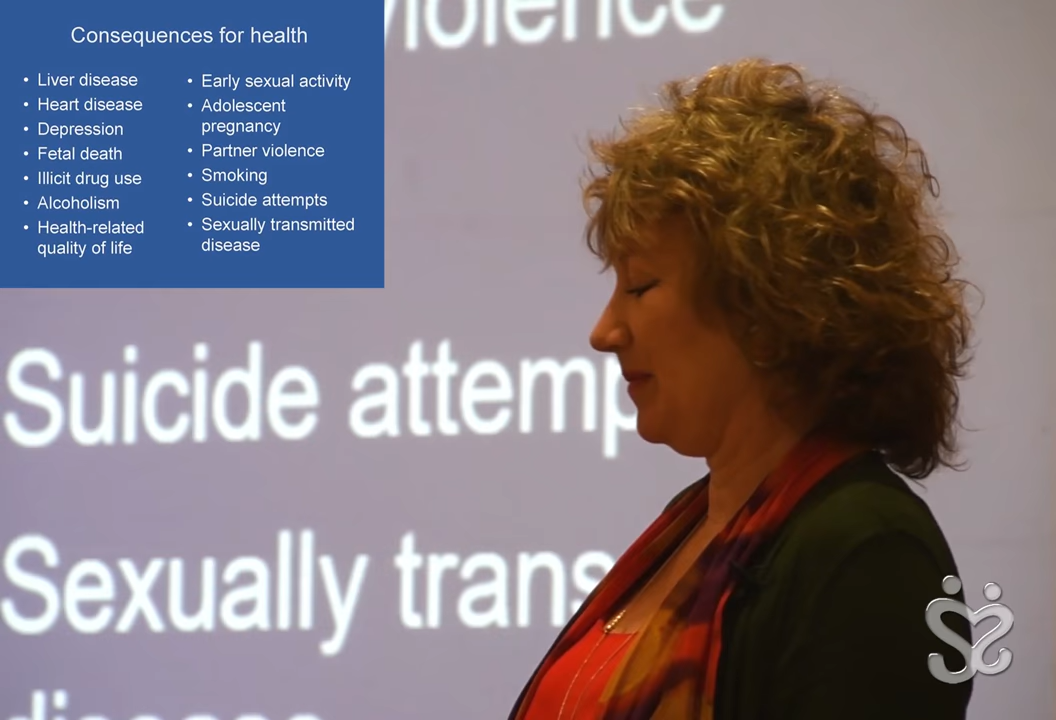 Consequences for health
• Liver disease
• Heart disease
• Depression
• Fetal death
• Illicit drug use
• Alcoholism
• Health-related
quality of life
• Early sexual activity
• Adolescent
pregnancy
• Partner violence
• Smoking
• Suicide attempts
• Sexually transmitted
disease
violence
Suicide attemp
Sexually trans
disease